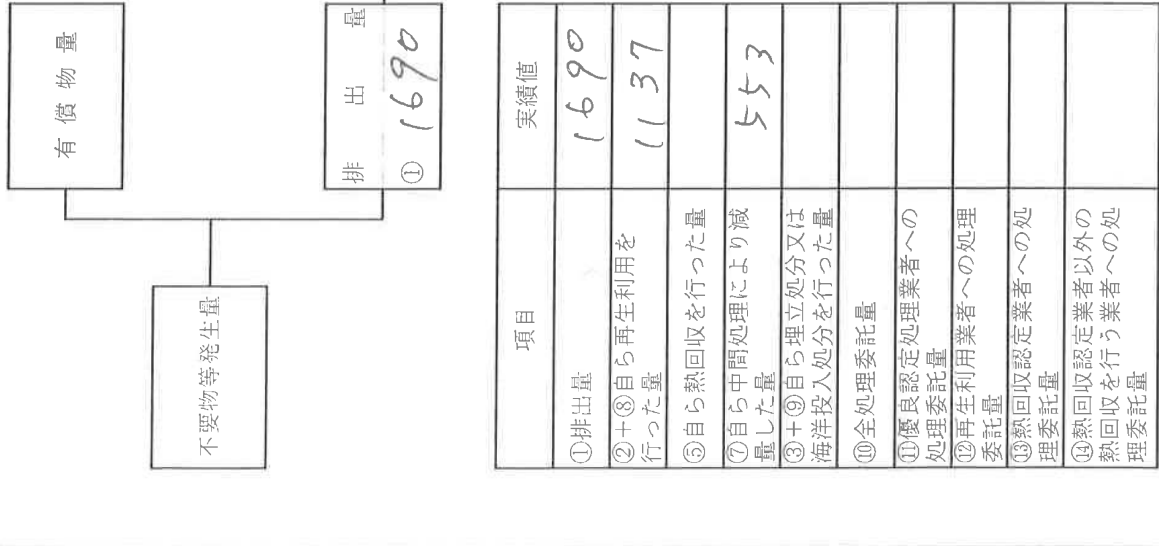 有償物量
不要物等発生量
排出量
① 1690
項目 実績値
①排出量 1690
②+⑧自ら再生利用を
行った量 1137
⑤自ら熱回収を行った量
⑦自ら中間処理により減
量した量 553
③+⑨自ら埋立処分又は
海洋投入処分を行った量
⑩全処理委託量
⑪優良認定処理業者への
処理委託量
⑫再生利用業者への処理
委託量
⑬熱回収認定業者への処
理委託量
⑭熱回収認定業者以外の
熱回収を行う業者への処
理委託量